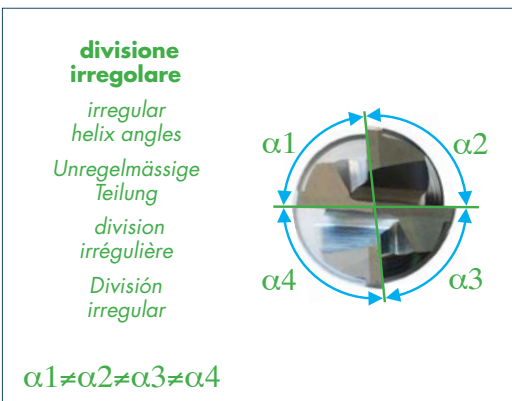 divisione
irregolare
irregular
helix angles
Unregelmässige
Teilung
division
irrégulière
División
irregular
α1
α2
α4
α3
α1≠α2≠α3≠α4